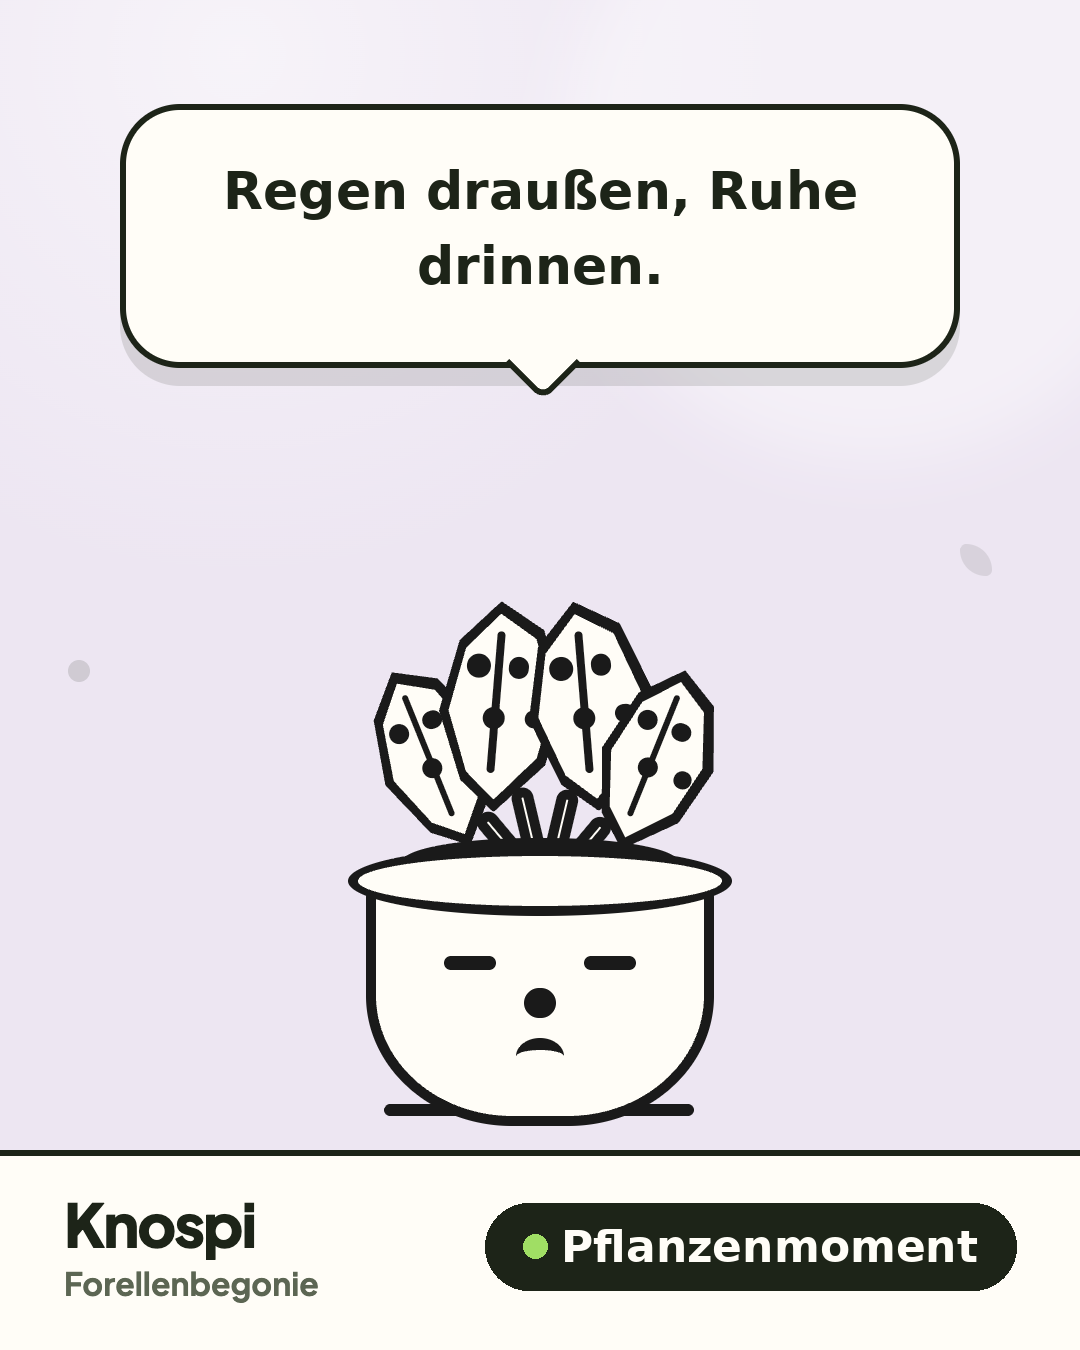 Regen draußen, Ruhe
drinnen.
Knospi
Forellenbegonie
Pflanzenmoment